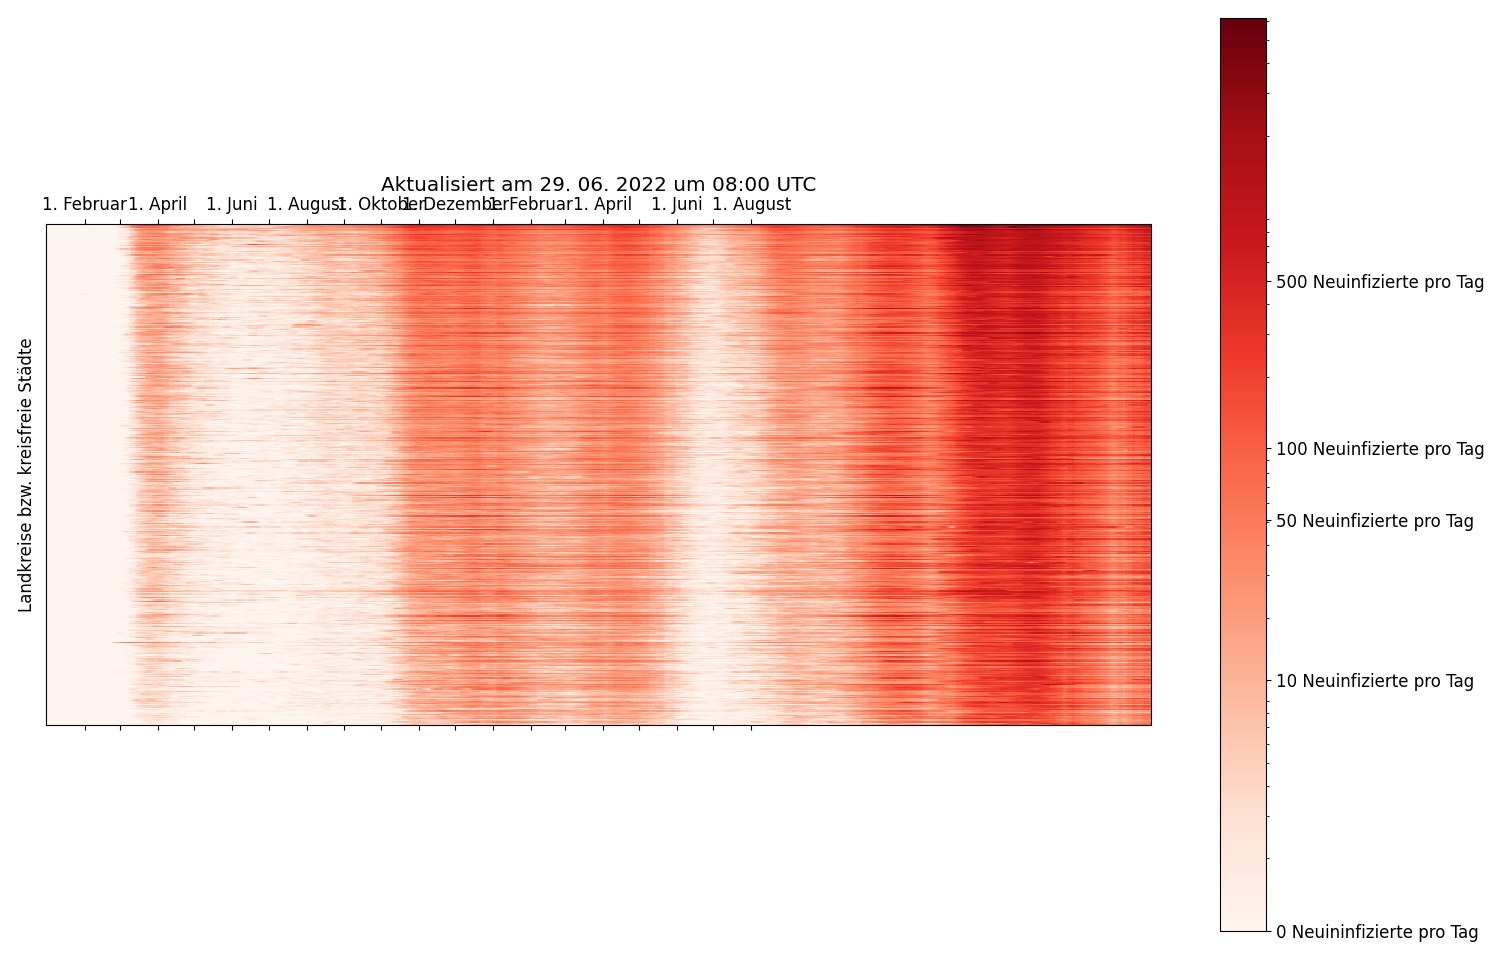 Aktualisiert am 29. 06. 2022 um 08:00 UTC
1. Februar 1. April 1. Juni 1. August 1. Oktober 1. Dezember 1. Februar 1. April 1. Juni 1. August
Landkreise bzw. kreisfreie Städte
500 Neuinfizierte pro Tag
100 Neuinfizierte pro Tag
50 Neuinfizierte pro Tag
10 Neuinfizierte pro Tag
0 Neuininfizierte pro Tag